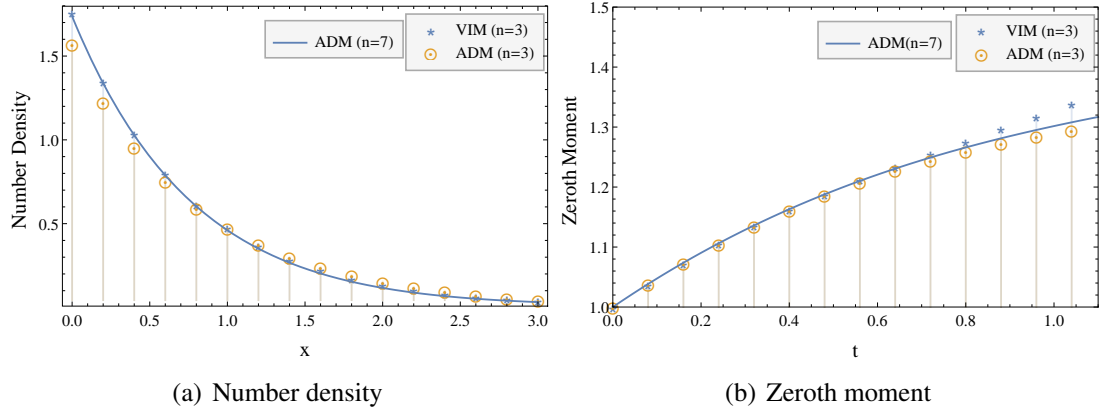 ADM (n=7)
VIM (n=3)
ADM (n=3)
Number Density
1.5
1.0
0.5
0.0 0.5 1.0 1.5 2.0 2.5 3.0
x
(a) Number density
ADM(n=7)
VIM (n=3)
ADM (n=3)
Zeroth Moment
1.5
1.4
1.3
1.2
1.1
1.0
0.0 0.2 0.4 0.6 0.8 1.0
t
(b) Zeroth moment